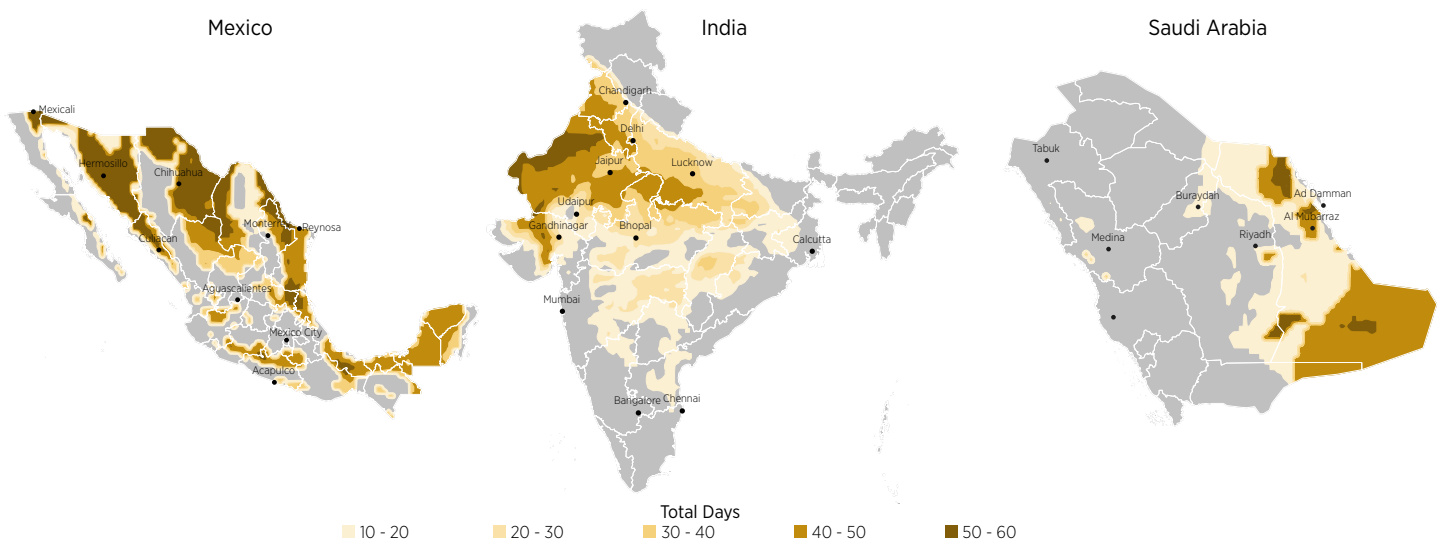 Mexico
India
Saudi Arabia
Mexicali
Hermosillo
Chihuahua
Monterrey
Reynosa
Culiacan
Aguascalientes
Mexico City
Acapulco
Chandigarh
Delhi
Jaipur
Lucknow
Udaipur
Gandhinagar
Bhopal
Calcutta
Mumbai
Bangalore
Chennai
Tabuk
Buraydah
Ad Damman
Al Mubarraz
Medina
Riyadh
Total Days
10 - 20
20 - 30
30 - 40
40 - 50
50 - 60